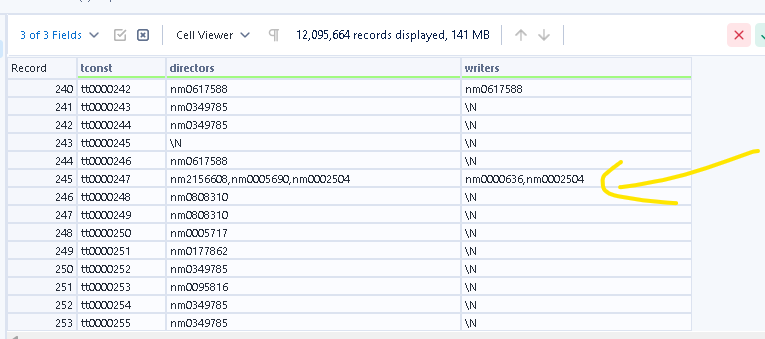 3 of 3 Fields Cell Viewer 12,095,664 records displayed, 141 MB
Record tconst directors writers
240 tt0000242 nm0617588 nm0617588
241 tt0000243 nm0349785 \N
242 tt0000244 nm0349785 \N
243 tt0000245 \N \N
244 tt0000246 nm0617588 \N
245 tt0000247 nm2156608,nm0005690,nm0002504 nm0000636,nm0002504
246 tt0000248 nm0808310 \N
247 tt0000249 nm0808310 \N
248 tt0000250 nm0005717 \N
249 tt0000251 nm0177862 \N
250 tt0000252 nm0349785 \N
251 tt0000253 nm0095816 \N
252 tt0000254 nm0349785 \N
253 tt0000255 nm0349785 \N